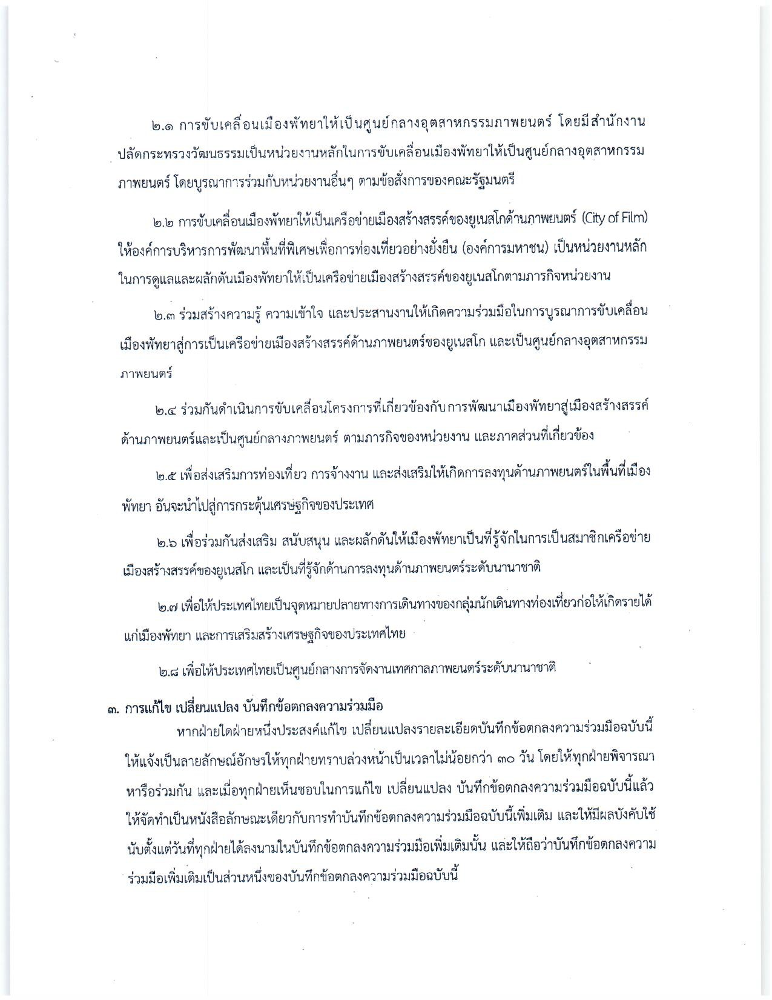 ๒.๑ การขับเคลื่อนเมืองพัทยาให้เป็นศูนย์กลางอุตสาหกรรมภาพยนตร์ โดยมีสำนักงาน
ปลัดกระทรวงวัฒนธรรมเป็นหน่วยงานหลักในการขับเคลื่อนเมืองพัทยาให้เป็นศูนย์กลางอุตสาหกรรม
ภาพยนตร์ โดยบูรณาการร่วมกับหน่วยงานอื่นๆ ตามข้อสั่งการของคณะรัฐมนตรี
๒.๒ การขับเคลื่อนเมืองพัทยาให้เป็นเครือข่ายเมืองสร้างสรรค์ของยูเนสโกด้านภาพยนตร์ (City of Film)
ให้องค์การบริหารการพัฒนาพื้นที่พิเศษเพื่อการท่องเที่ยวอย่างยั่งยืน (องค์การมหาชน) เป็นหน่วยงานหลัก
ในการดูแลและผลักดันเมืองพัทยาให้เป็นเครือข่ายเมืองสร้างสรรค์ของยูเนสโกตามภารกิจหน่วยงาน
๒.๓ ร่วมสร้างความรู้ ความเข้าใจ และประสานงานให้เกิดความร่วมมือในการบูรณาการขับเคลื่อน
เมืองพัทยาสู่การเป็นเครือข่ายเมืองสร้างสรรค์ด้านภาพยนตร์ของยูเนสโก และเป็นศูนย์กลางอุตสาหกรรม
ภาพยนตร์
๒.๔ ร่วมกันดำเนินการขับเคลื่อนโครงการที่เกี่ยวข้องกับการพัฒนาเมืองพัทยาสู่เมืองสร้างสรรค์
ด้านภาพยนตร์และเป็นศูนย์กลางภาพยนตร์ ตามภารกิจของหน่วยงาน และภาคส่วนที่เกี่ยวข้อง
๒.๕ เพื่อส่งเสริมการท่องเที่ยว การจ้างงาน และส่งเสริมให้เกิดการลงทุนด้านภาพยนตร์ในพื้นที่เมือง
พัทยา อันจะนำไปสู่การกระตุ้นเศรษฐกิจของประเทศ
๒.๖ เพื่อร่วมกันส่งเสริม สนับสนุน และผลักดันให้เมืองพัทยาเป็นที่รู้จักในการเป็นสมาชิกเครือข่าย
เมืองสร้างสรรค์ของยูเนสโก และเป็นที่รู้จักด้านการลงทุนด้านภาพยนตร์ระดับนานาชาติ
๒.๗ เพื่อให้ประเทศไทยเป็นจุดหมายปลายทางการเดินทางของกลุ่มนักเดินทางท่องเที่ยวก่อให้เกิดรายได้
แก่เมืองพัทยา และการเสริมสร้างเศรษฐกิจของประเทศไทย
๒.๘ เพื่อให้ประเทศไทยเป็นศูนย์กลางการจัดงานเทศกาลภาพยนตร์ระดับนานาชาติ
๓. การแก้ไข เปลี่ยนแปลง บันทึกข้อตกลงความร่วมมือ
หากฝ่ายใดฝ่ายหนึ่งประสงค์แก้ไข เปลี่ยนแปลงรายละเอียดบันทึกข้อตกลงความร่วมมือฉบับนี้
ให้แจ้งเป็นลายลักษณ์อักษรให้ทุกฝ่ายทราบล่วงหน้าเป็นเวลาไม่น้อยกว่า ๓๐ วัน โดยให้ทุกฝ่ายพิจารณา
หารือร่วมกัน และเมื่อทุกฝ่ายเห็นชอบในการแก้ไข เปลี่ยนแปลง บันทึกข้อตกลงความร่วมมือฉบับนี้แล้ว
ให้จัดทำเป็นหนังสือลักษณะเดียวกับการทำบันทึกข้อตกลงความร่วมมือฉบับนี้เพิ่มเติม และให้มีผลบังคับใช้
นับตั้งแต่วันที่ทุกฝ่ายได้ลงนามในบันทึกข้อตกลงความร่วมมือเพิ่มเติมนั้น และให้ถือว่าบันทึกข้อตกลงความ
ร่วมมือเพิ่มเติมเป็นส่วนหนึ่งของบันทึกข้อตกลงความร่วมมือฉบับนี้